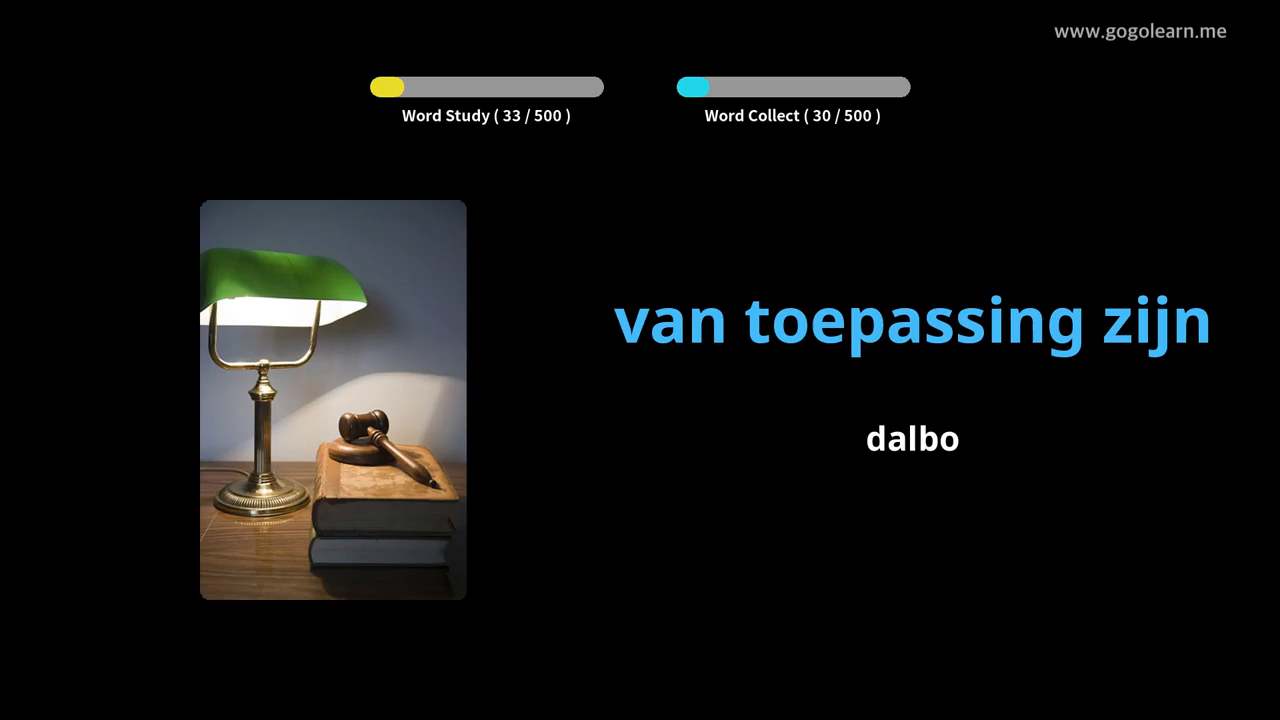 www.gogolearn.me
Word Study ( 33 / 500 )
Word Collect ( 30 / 500 )
van toepassing zijn
dalbo